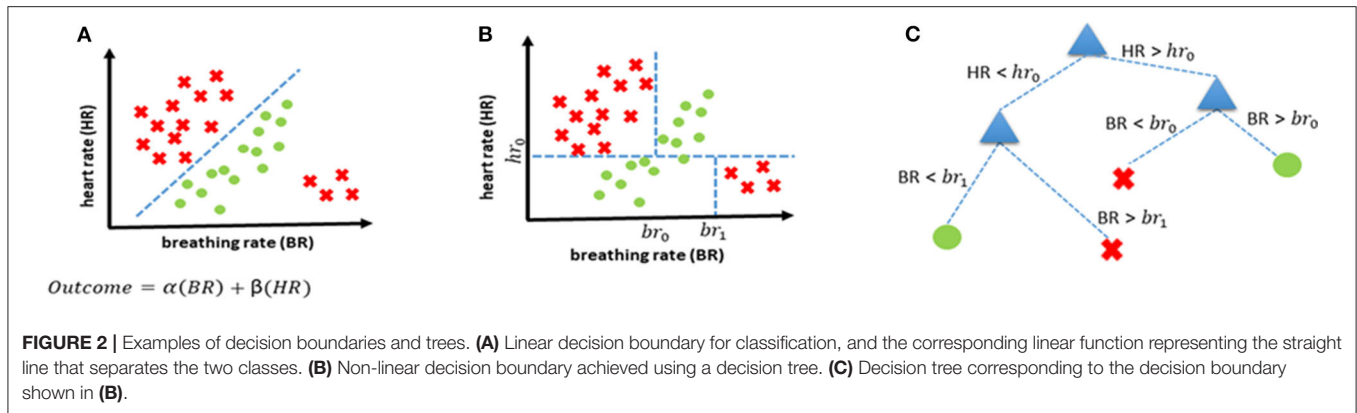 A
heart rate (HR)
breathing rate (BR)
Outcome = α(BR) + β(HR)
B
heart rate (HR)
hr₀
br₀
br₁
breathing rate (BR)
C
HR < hr₀
HR > hr₀
BR < br₀
BR > br₀
BR < br₁
BR > br₁
FIGURE 2 | Examples of decision boundaries and trees. (A) Linear decision boundary for classification, and the corresponding linear function representing the straight
line that separates the two classes. (B) Non-linear decision boundary achieved using a decision tree. (C) Decision tree corresponding to the decision boundary
shown in (B).